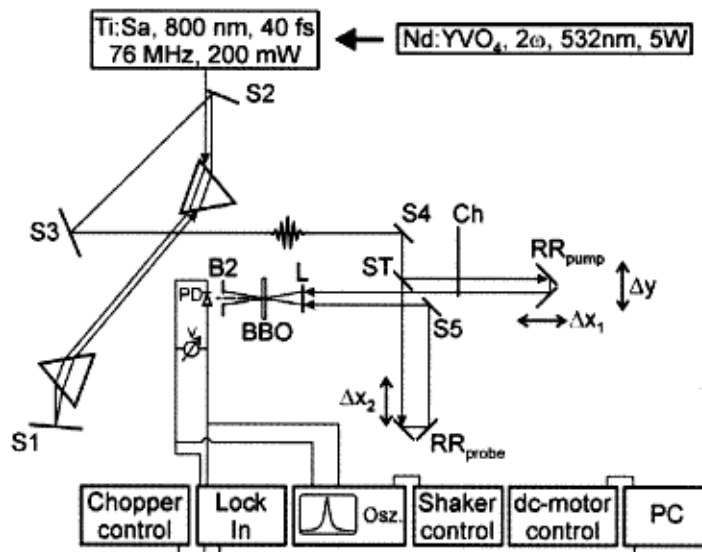 Ti:Sa, 800 nm, 40 fs
76 MHz, 200 mW
Nd:YVO₄, 2ω, 532nm, 5W
S2
S3
S4
Ch
ST
RR_pump
Δy
B2
L
PD
S5
Δx₁
BBO
V
Δx₂
S1
RR_probe
Chopper control
Lock In
Osz.
Shaker control
dc-motor control
PC